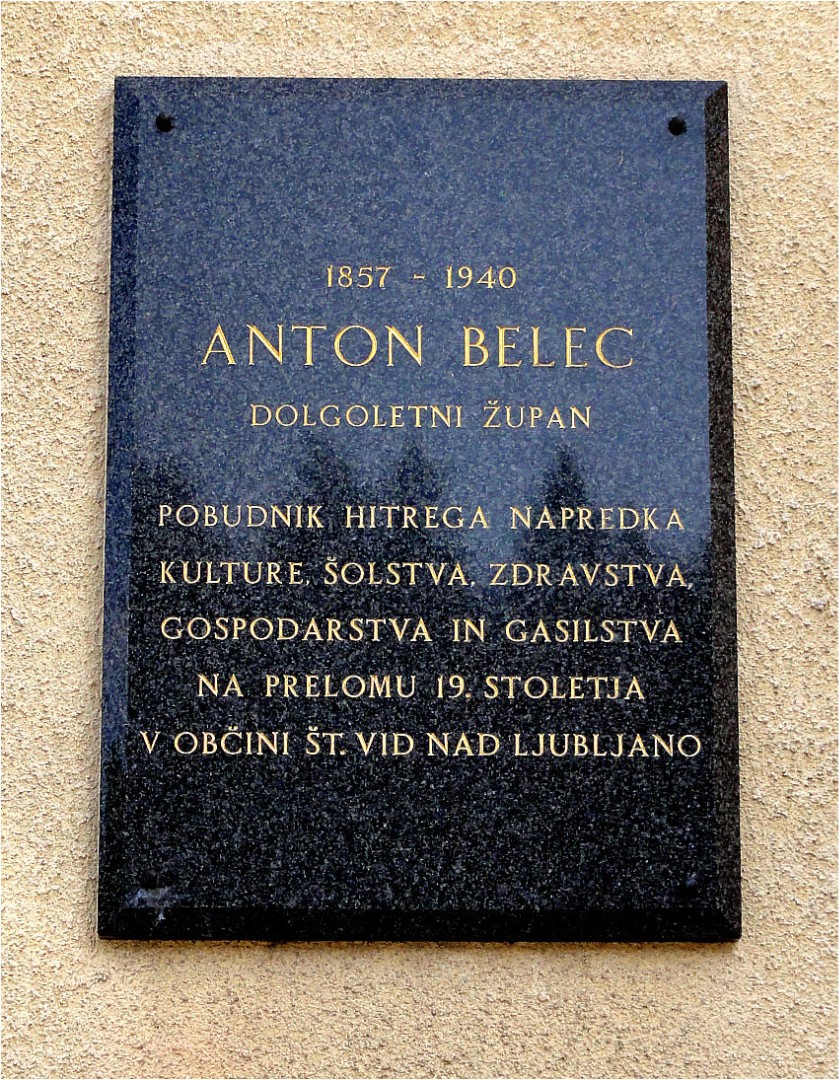 1857 - 1940
ANTON BELEC
DOLGOLETNI ŽUPAN
POBUDNIK HITREGA NAPREDKA
KULTURE, ŠOLSTVA, ZDRAVSTVA,
GOSPODARSTVA IN GASILSTVA
NA PRELOMU 19. STOLETJA
V OBČINI ŠT. VID NAD LJUBLJANO